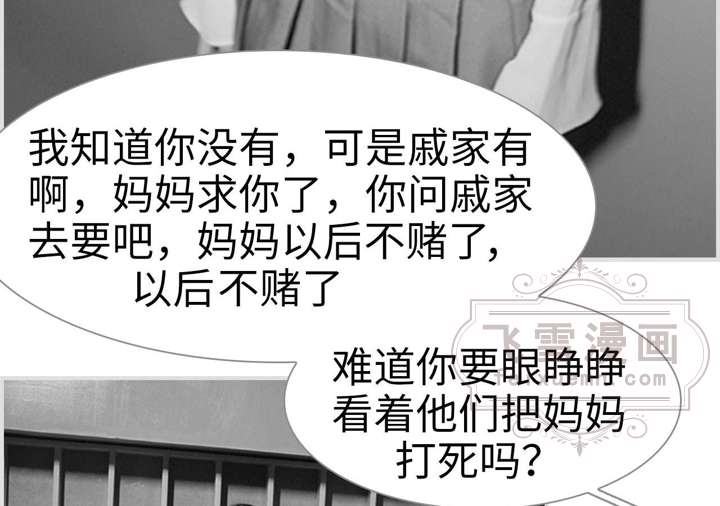 我知道你没有，可是戚家有
啊，妈妈求你了，你问戚家
去要吧，妈妈以后不赌了，
以后不赌了
飞雪漫画
难道你要眼睁睁
看着他们把妈妈
打死吗？